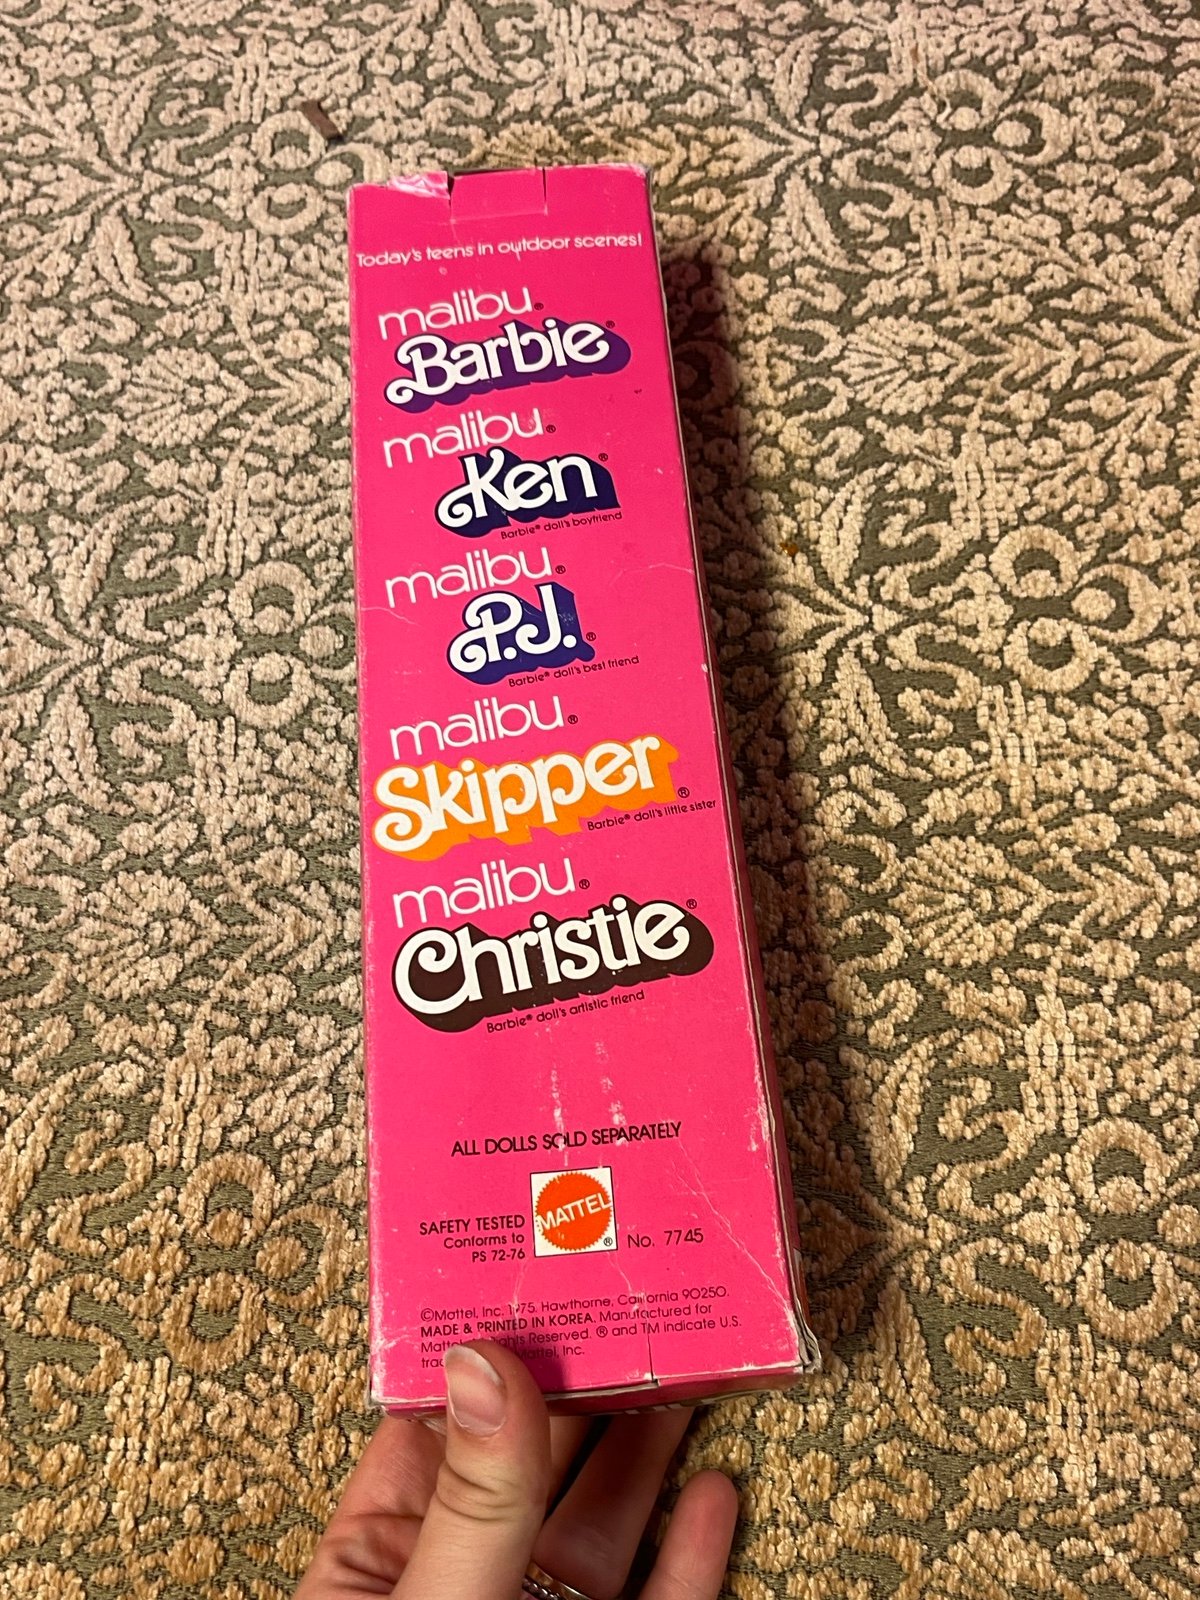 Today's teens in outdoor scenes!
malibu®
Barbie®
malibu®
Ken®
Barbie® doll's boyfriend
malibu®
P.J.®
Barbie® doll's best friend
malibu®
Skipper®
Barbie® doll's little sister
malibu®
Christie®
Barbie® doll's artistic friend
ALL DOLLS SOLD SEPARATELY
SAFETY TESTED
Conforms to
PS 72-76
MATTEL®
No. 7745
©Mattel, Inc. 1975. Hawthorne, California 90250.
MADE & PRINTED IN KOREA. Manufactured for
Reserved. ® and TM indicate U.S.
Mattel, Inc.